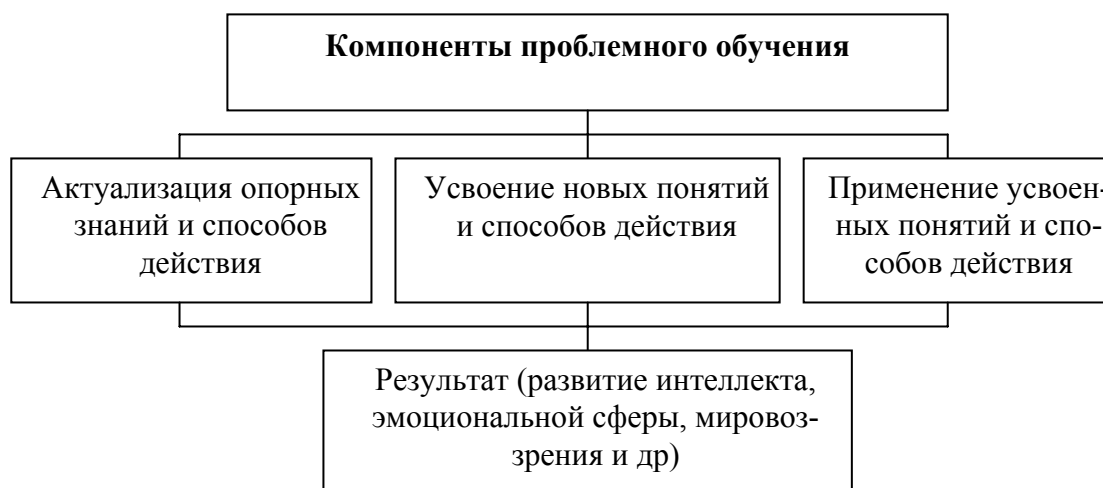 Компоненты проблемного обучения
Актуализация опорных
знаний и способов
действия
Усвоение новых понятий
и способов действия
Применение усвоен-
ных понятий и спо-
собов действия
Результат (развитие интеллекта,
эмоциональной сферы, мировоз-
зрения и др)